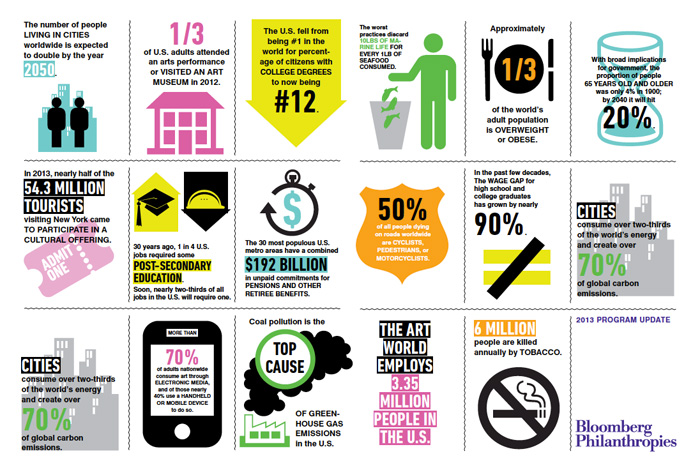 The number of people
LIVING IN CITIES
worldwide is expected
to double by the year
2050.
1/3
of U.S. adults attended
an arts performance
or VISITED AN ART
MUSEUM in 2012.
The U.S. fell from
being #1 in the
world for percent-
age of citizens with
COLLEGE DEGREES
to now being
#12.
The worst
practices discard
10LBS OF MA-
RINE LIFE FOR
EVERY 1LB OF
SEAFOOD
CONSUMED.
Approximately
1/3
of the world's
adult population
is OVERWEIGHT
or OBESE.
With broad implications
for government, the
proportion of people
65 YEARS OLD AND OLDER
was only 4% in 1900;
by 2040 it will hit
20%.
In 2013, nearly half of the
54.3 MILLION
TOURISTS
visiting New York came
TO PARTICIPATE IN A
CULTURAL OFFERING.
ADMIT
ONE
30 years ago, 1 in 4 U.S.
jobs required some
POST-SECONDARY
EDUCATION.
Soon, nearly two-thirds of all
jobs in the U.S. will require one.
$
The 30 most populous U.S.
metro areas have a combined
$192 BILLION
in unpaid commitments for
PENSIONS AND OTHER
RETIREE BENEFITS.
50%
of all people dying
on roads worldwide
are CYCLISTS,
PEDESTRIANS, or
MOTORCYCLISTS.
In the past few decades,
The WAGE GAP for
high school and
college graduates
has grown by nearly
90%.
CITIES
consume over two-thirds
of the world's energy
and create over
70%
of global carbon
emissions.
CITIES
consume over two-thirds
of the world's energy
and create over
70%
of global carbon
emissions.
MORE THAN
70%
of adults nationwide
consume art through
ELECTRONIC MEDIA,
and of those nearly
40% use a HANDHELD
OR MOBILE DEVICE
to do so.
Coal pollution is the
TOP
CAUSE
OF GREEN-
HOUSE GAS
EMISSIONS
in the U.S.
THE ART
WORLD
EMPLOYS
3.35
MILLION
PEOPLE IN
THE U.S.
6 MILLION
people are killed
annually by TOBACCO.
2013 PROGRAM UPDATE
Bloomberg
Philanthropies